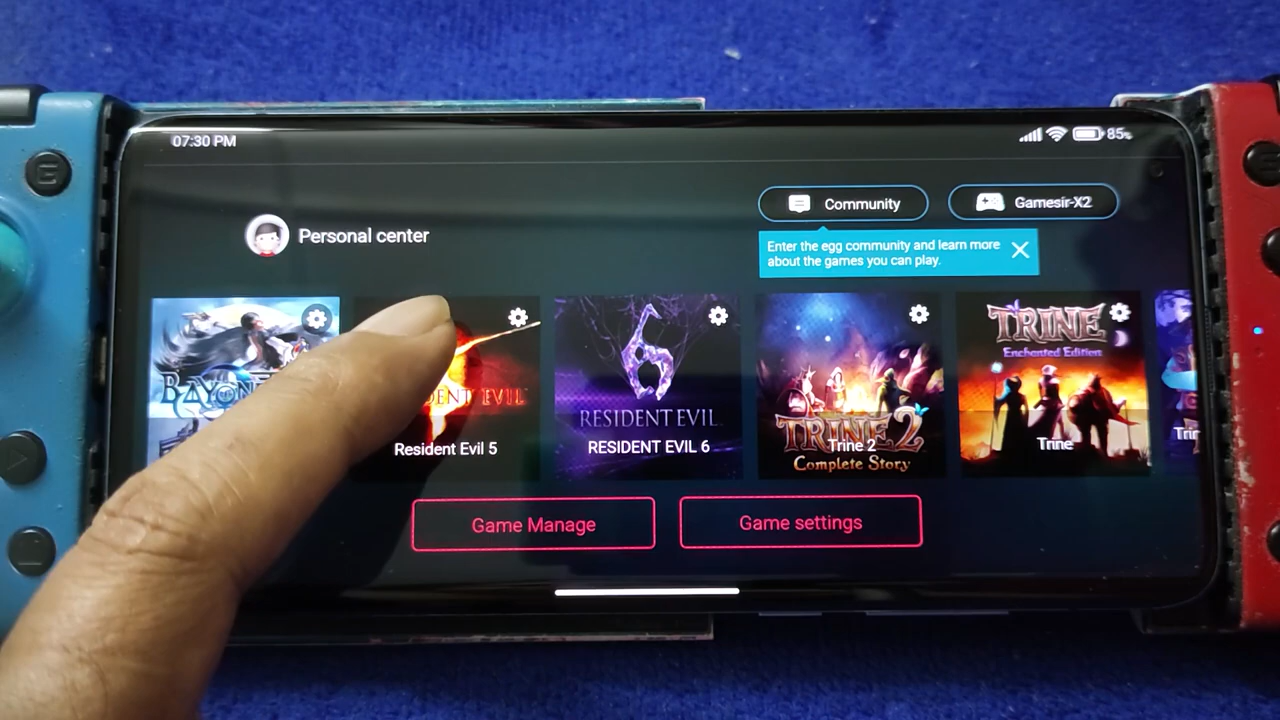 07:30 PM
85%
Community
Gamesir-X2
Personal center
Enter the egg community and learn more
about the games you can play.
RESIDENT EVIL
TRINE 2
Complete Story
TRINE
Enchanted Edition
Resident Evil 5
RESIDENT EVIL 6
Trine 2
Trine
Game Manage
Game settings